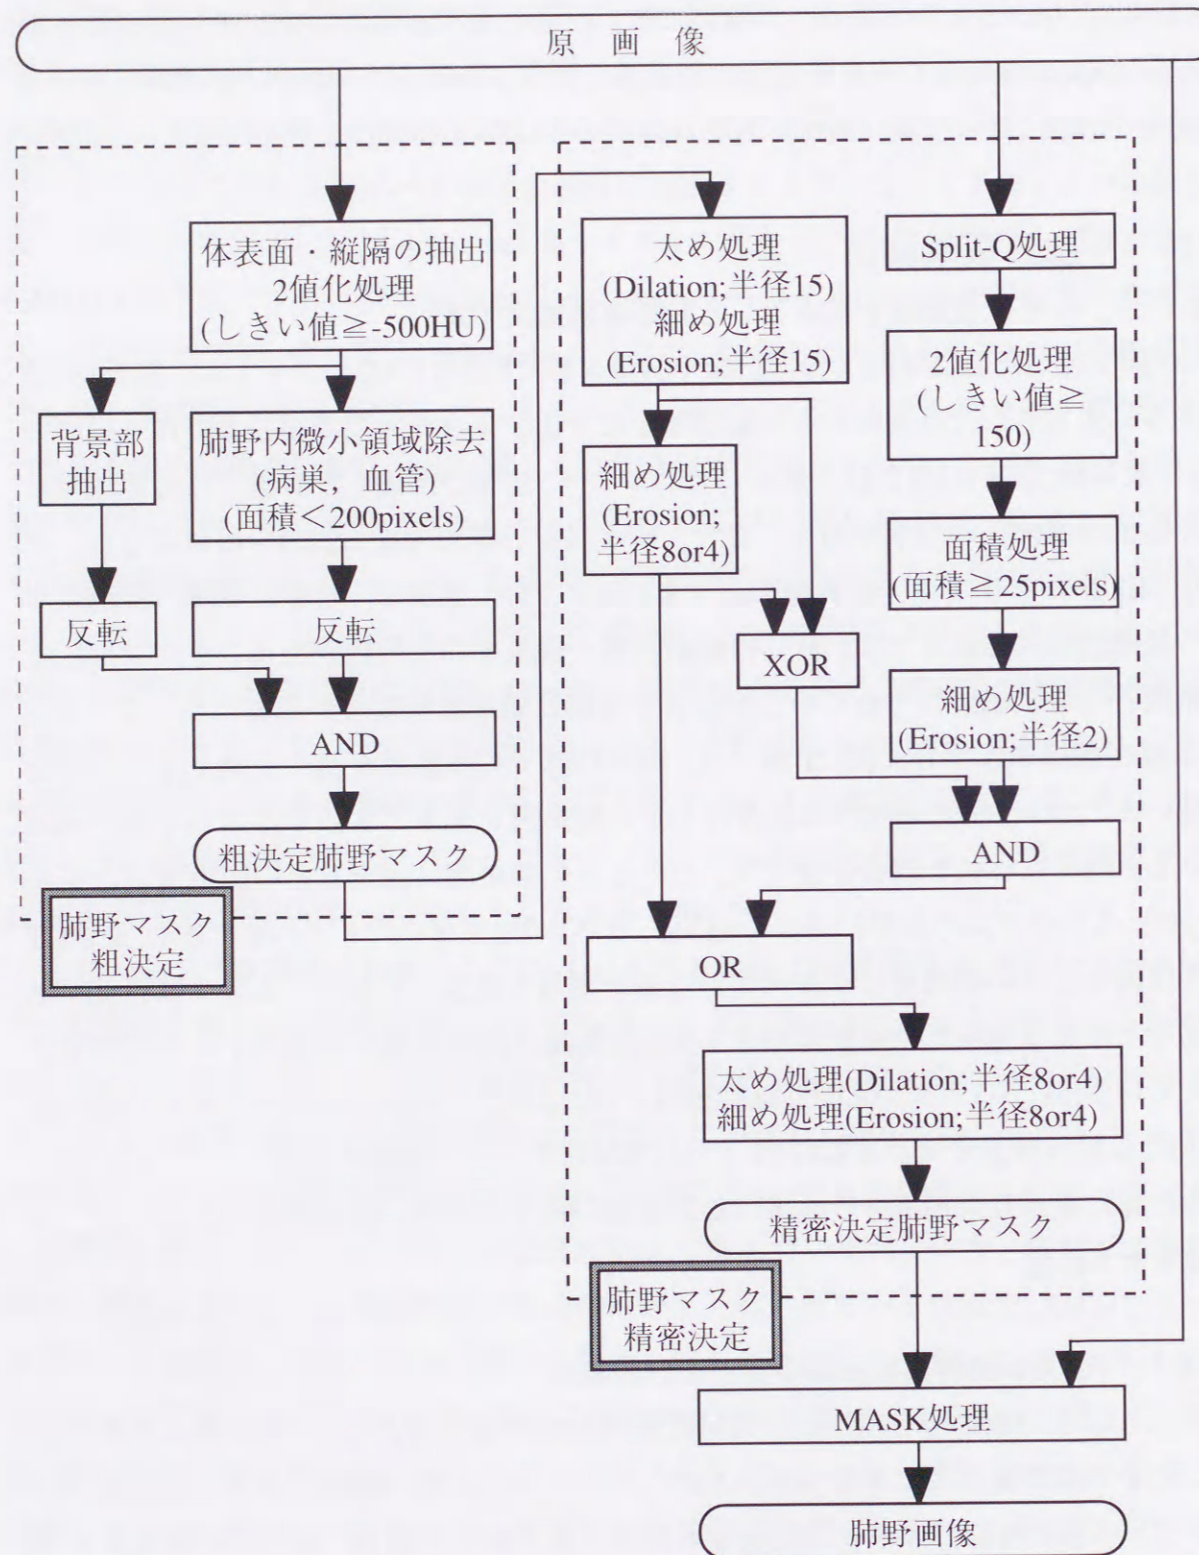 原 画 像
体表面・縦隔の抽出
2値化処理
(しきい値≧-500HU)
背景部
抽出
肺野内微小領域除去
(病巣，血管)
(面積＜200pixels)
反転
反転
AND
粗決定肺野マスク
肺野マスク
粗決定
太め処理
(Dilation;半径15)
細め処理
(Erosion;半径15)
細め処理
(Erosion;
半径8or4)
Split-Q処理
2値化処理
(しきい値≧
150)
面積処理
(面積≧25pixels)
XOR
細め処理
(Erosion;半径2)
AND
OR
太め処理(Dilation;半径8or4)
細め処理(Erosion;半径8or4)
精密決定肺野マスク
肺野マスク
精密決定
MASK処理
肺野画像